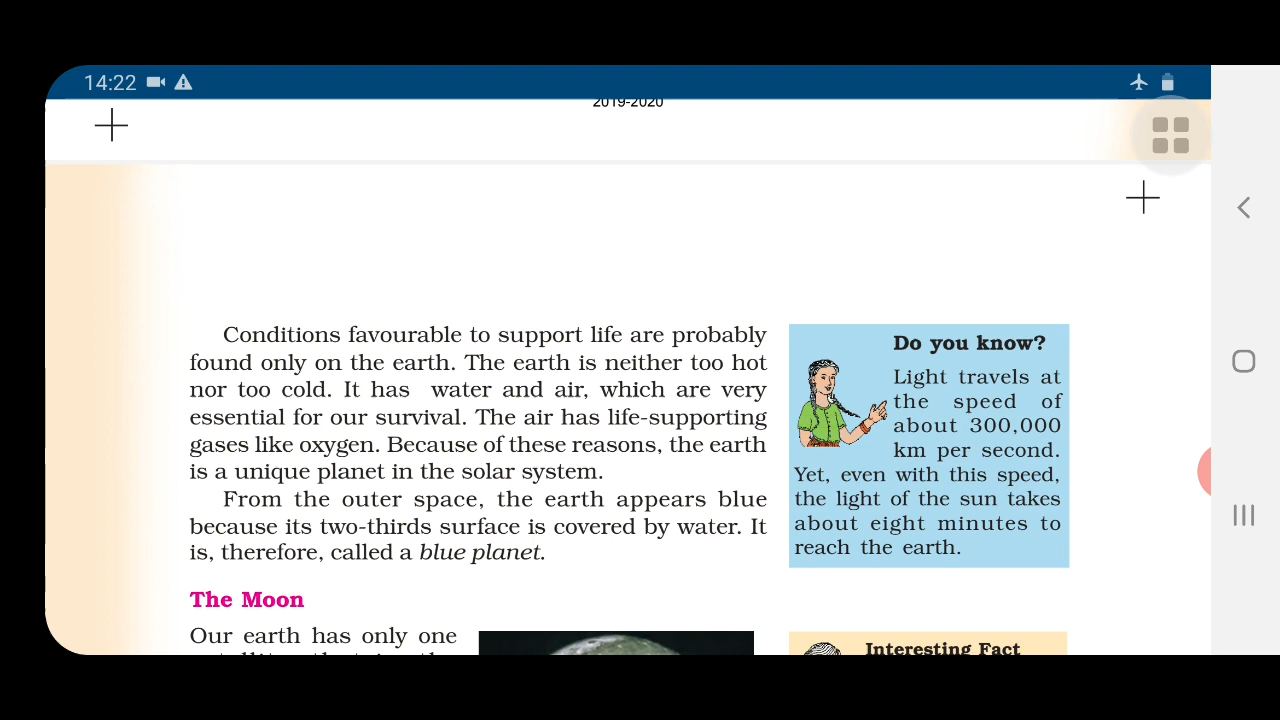 14:22
2019-2020
Conditions favourable to support life are probably
found only on the earth. The earth is neither too hot
nor too cold. It has water and air, which are very
essential for our survival. The air has life-supporting
gases like oxygen. Because of these reasons, the earth
is a unique planet in the solar system.
From the outer space, the earth appears blue
because its two-thirds surface is covered by water. It
is, therefore, called a blue planet.
The Moon
Our earth has only one
Do you know?
Light travels at
the speed of
about 300,000
km per second.
Yet, even with this speed,
the light of the sun takes
about eight minutes to
reach the earth.
Interesting Fact